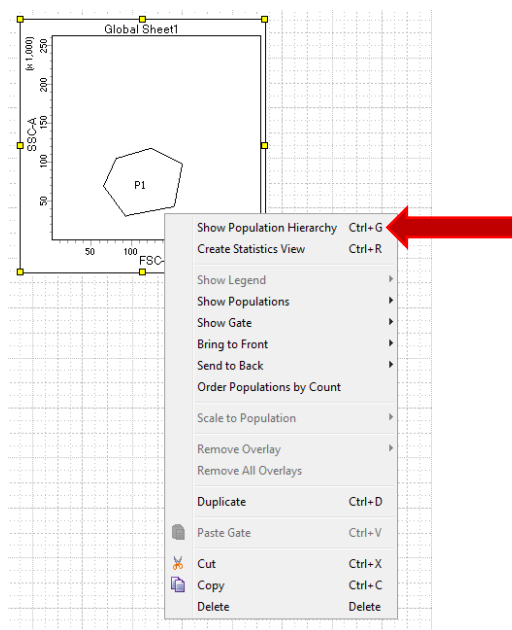 Global Sheet1
(x 1,000)
250
200
150
100
50
SSC-A
P1
50
100
FSC-
Show Population Hierarchy Ctrl+G
Create Statistics View Ctrl+R
Show Legend
Show Populations
Show Gate
Bring to Front
Send to Back
Order Populations by Count
Scale to Population
Remove Overlay
Remove All Overlays
Duplicate Ctrl+D
Paste Gate Ctrl+V
Cut Ctrl+X
Copy Ctrl+C
Delete Delete